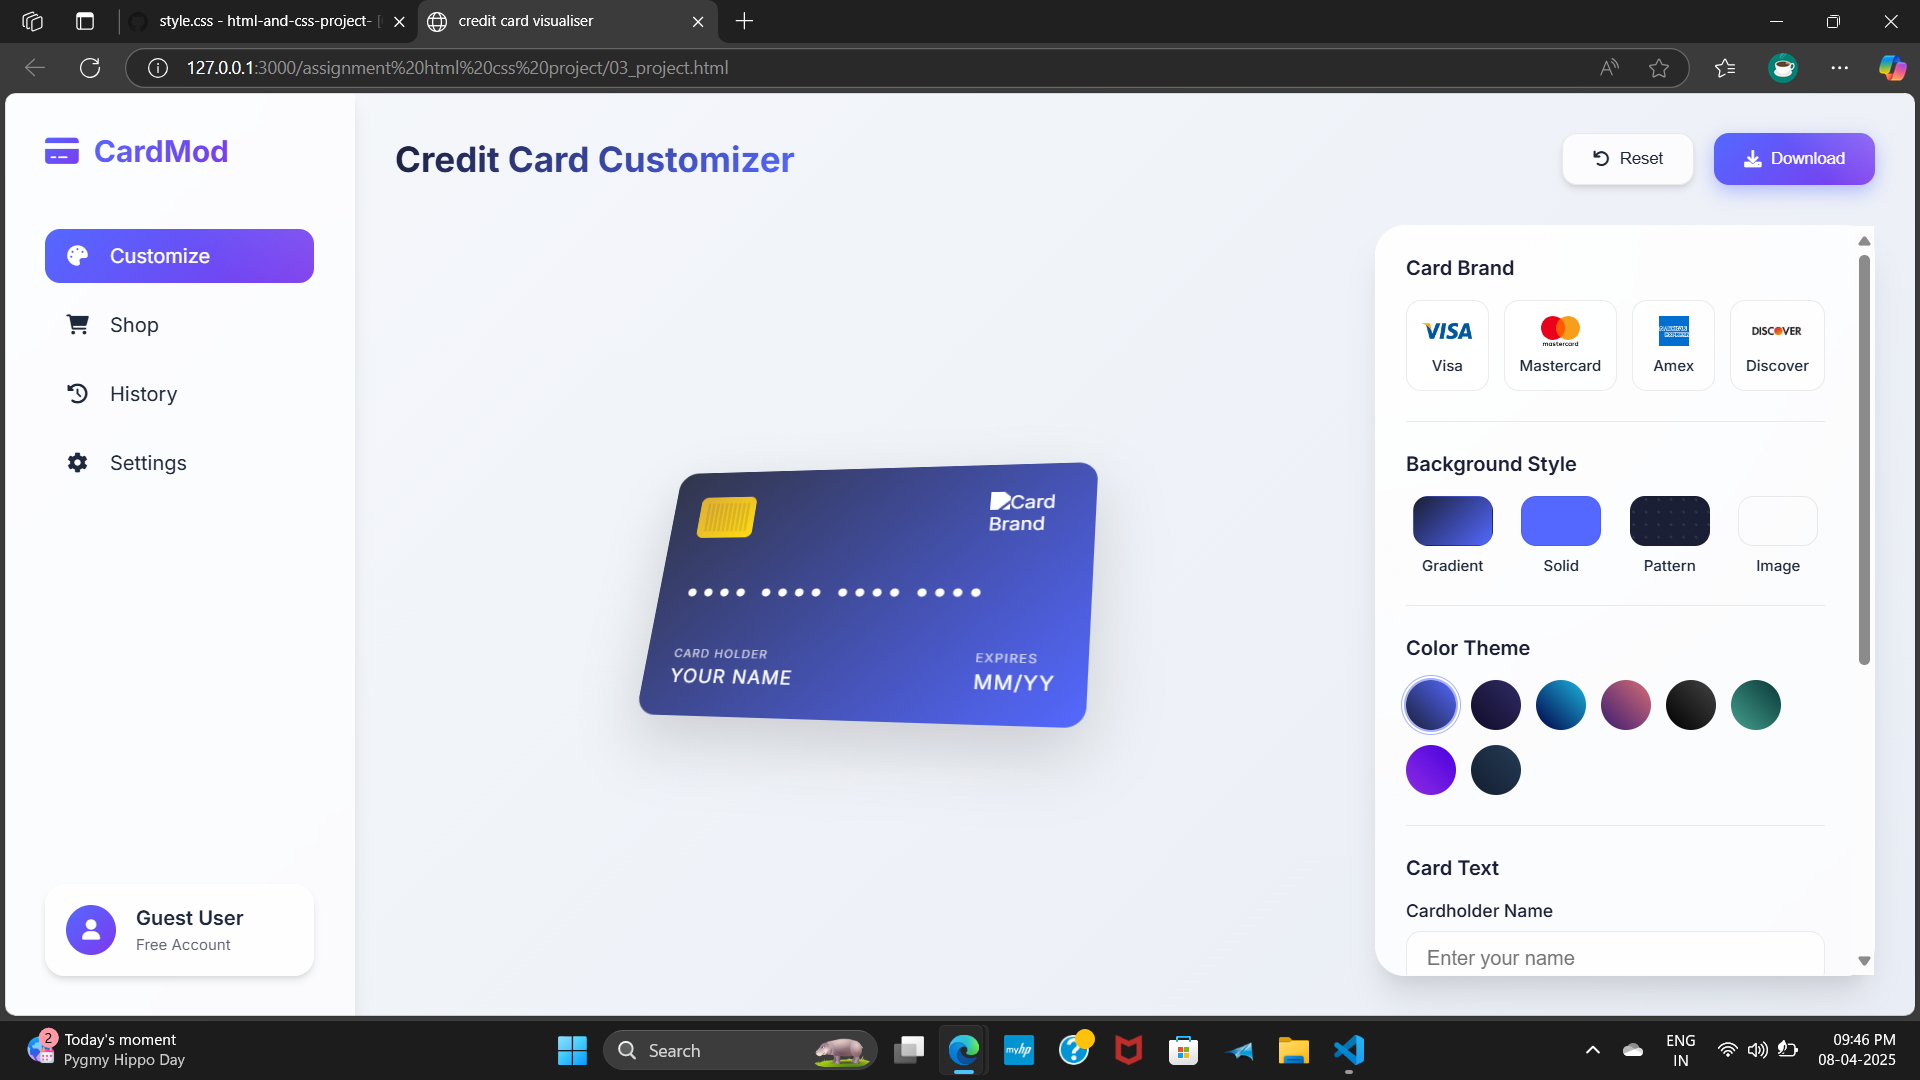 style.css - html-and-css-project-
credit card visualiser
127.0.0.1:3000/assignment%20html%20css%20project/03_project.html
CardMod
Customize
Shop
History
Settings
Guest User
Free Account
Credit Card Customizer
Reset
Download
Card
Brand
•••• •••• •••• ••••
CARD HOLDER
YOUR NAME
EXPIRES
MM/YY
Card Brand
VISA
Visa
mastercard
Mastercard
Amex
DISCOVER
Discover
Background Style
Gradient
Solid
Pattern
Image
Color Theme
Card Text
Cardholder Name
Enter your name
2
Today's moment
Pygmy Hippo Day
Search
myhp
ENG
IN
09:46 PM
08-04-2025